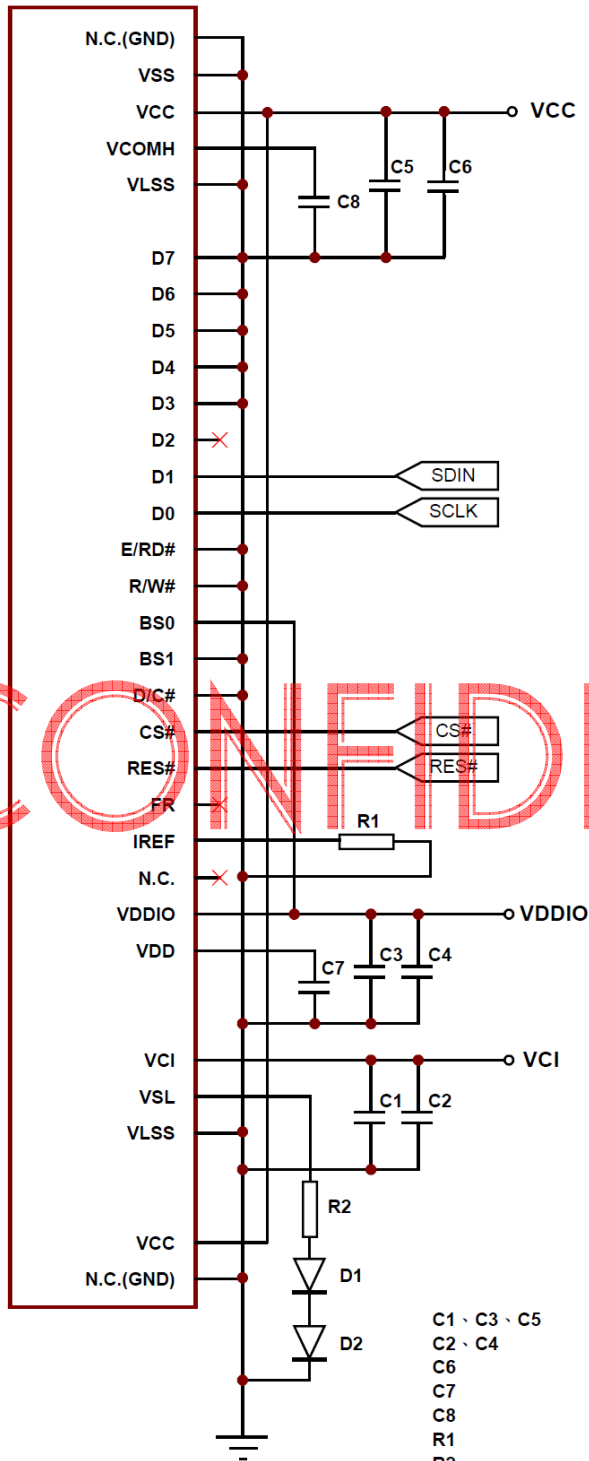 N.C.(GND)
VSS
VCC
VCC
VCOMH
C5
C6
VLSS
C8
D7
D6
D5
D4
D3
D2
D1
SDIN
D0
SCLK
E/RD#
R/W#
BS0
BS1
D/C#
CONFID
CS#
CS#
RES#
RES#
FR
R1
IREF
N.C.
VDDIO
VDDIO
VDD
C7
C3
C4
VCI
VCI
VSL
C1
C2
VLSS
R2
VCC
N.C.(GND)
D1
D2
C1、C3、C5
C2、C4
C6
C7
C8
R1
R2